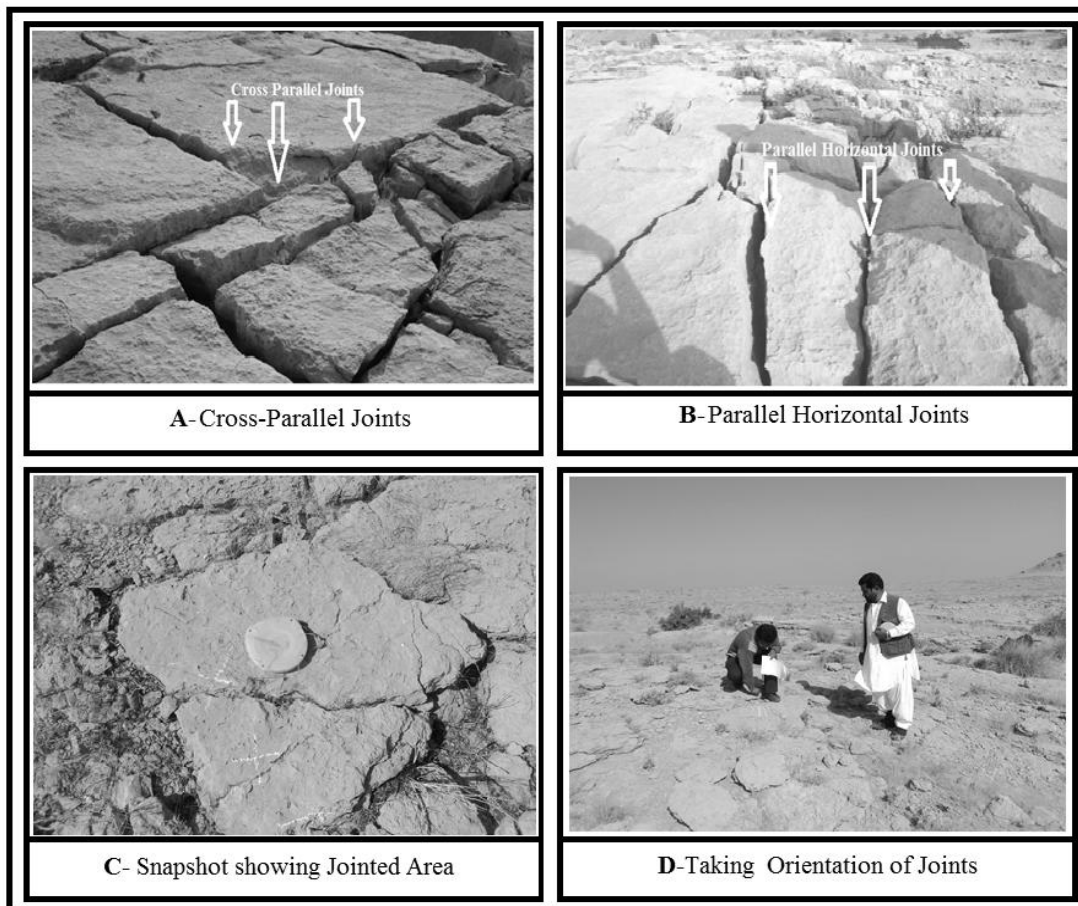 Cross Parallel Joints
Parallel Horizontal Joints
A-Cross-Parallel Joints
B-Parallel Horizontal Joints
C- Snapshot showing Jointed Area
D-Taking Orientation of Joints